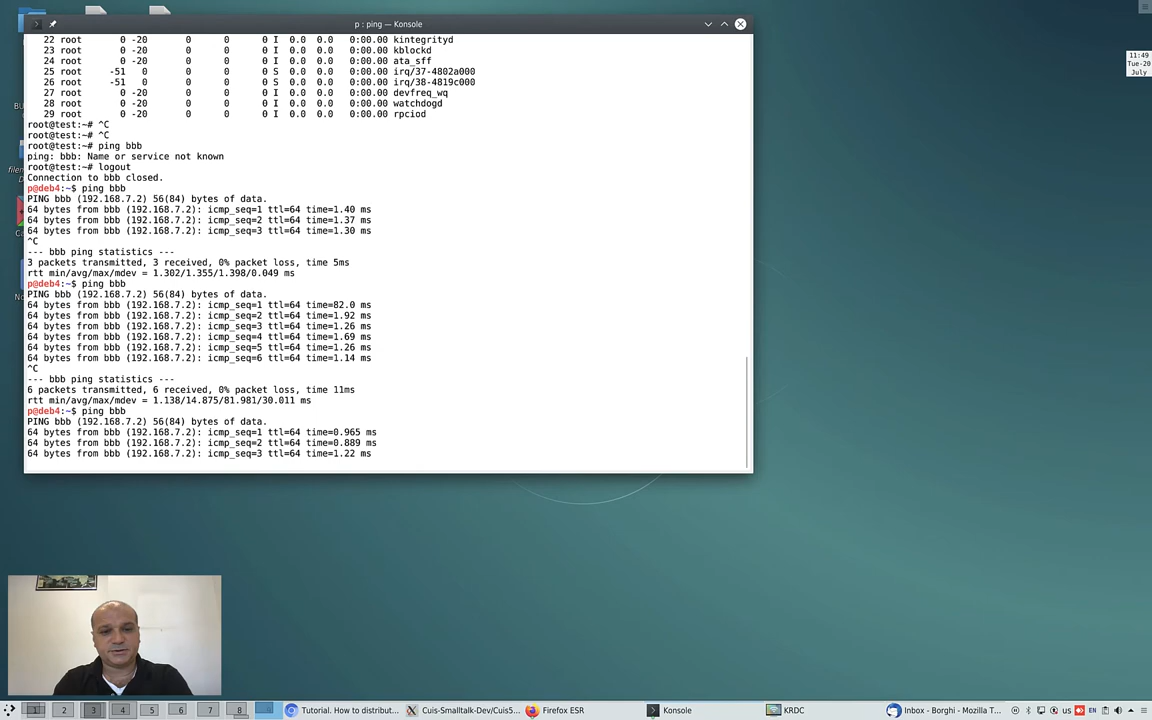 p : ping — Konsole
22 root 0 -20 0 0 0 I 0.0 0.0 0:00.00 kintegrityd
23 root 0 -20 0 0 0 I 0.0 0.0 0:00.00 kblockd
24 root 0 -20 0 0 0 I 0.0 0.0 0:00.00 ata_sff
25 root -51 0 0 0 0 S 0.0 0.0 0:00.00 irq/37-4802a000
26 root -51 0 0 0 0 S 0.0 0.0 0:00.00 irq/38-4819c000
27 root 0 -20 0 0 0 I 0.0 0.0 0:00.00 devfreq_wq
28 root 0 -20 0 0 0 I 0.0 0.0 0:00.00 watchdogd
29 root 0 -20 0 0 0 I 0.0 0.0 0:00.00 rpciod
root@test:~# ^C
root@test:~# ^C
root@test:~# ping bbb
ping: bbb: Name or service not known
root@test:~# logout
Connection to bbb closed.
p@deb4:~$ ping bbb
PING bbb (192.168.7.2) 56(84) bytes of data.
64 bytes from bbb (192.168.7.2): icmp_seq=1 ttl=64 time=1.40 ms
64 bytes from bbb (192.168.7.2): icmp_seq=2 ttl=64 time=1.37 ms
64 bytes from bbb (192.168.7.2): icmp_seq=3 ttl=64 time=1.30 ms
^C
--- bbb ping statistics ---
3 packets transmitted, 3 received, 0% packet loss, time 5ms
rtt min/avg/max/mdev = 1.302/1.355/1.398/0.049 ms
p@deb4:~$ ping bbb
PING bbb (192.168.7.2) 56(84) bytes of data.
64 bytes from bbb (192.168.7.2): icmp_seq=1 ttl=64 time=82.0 ms
64 bytes from bbb (192.168.7.2): icmp_seq=2 ttl=64 time=1.92 ms
64 bytes from bbb (192.168.7.2): icmp_seq=3 ttl=64 time=1.26 ms
64 bytes from bbb (192.168.7.2): icmp_seq=4 ttl=64 time=1.69 ms
64 bytes from bbb (192.168.7.2): icmp_seq=5 ttl=64 time=1.26 ms
64 bytes from bbb (192.168.7.2): icmp_seq=6 ttl=64 time=1.14 ms
^C
--- bbb ping statistics ---
6 packets transmitted, 6 received, 0% packet loss, time 11ms
rtt min/avg/max/mdev = 1.138/14.875/81.981/30.011 ms
p@deb4:~$ ping bbb
PING bbb (192.168.7.2) 56(84) bytes of data.
64 bytes from bbb (192.168.7.2): icmp_seq=1 ttl=64 time=0.965 ms
64 bytes from bbb (192.168.7.2): icmp_seq=2 ttl=64 time=0.889 ms
64 bytes from bbb (192.168.7.2): icmp_seq=3 ttl=64 time=1.22 ms
11:49
Tue-20
July
1 2 3 4 5 6 7 8 Tutorial. How to distribut... Cuis-Smalltalk-Dev/Cuis5... Firefox ESR Konsole KRDC Inbox - Borghi - Mozilla T... us EN